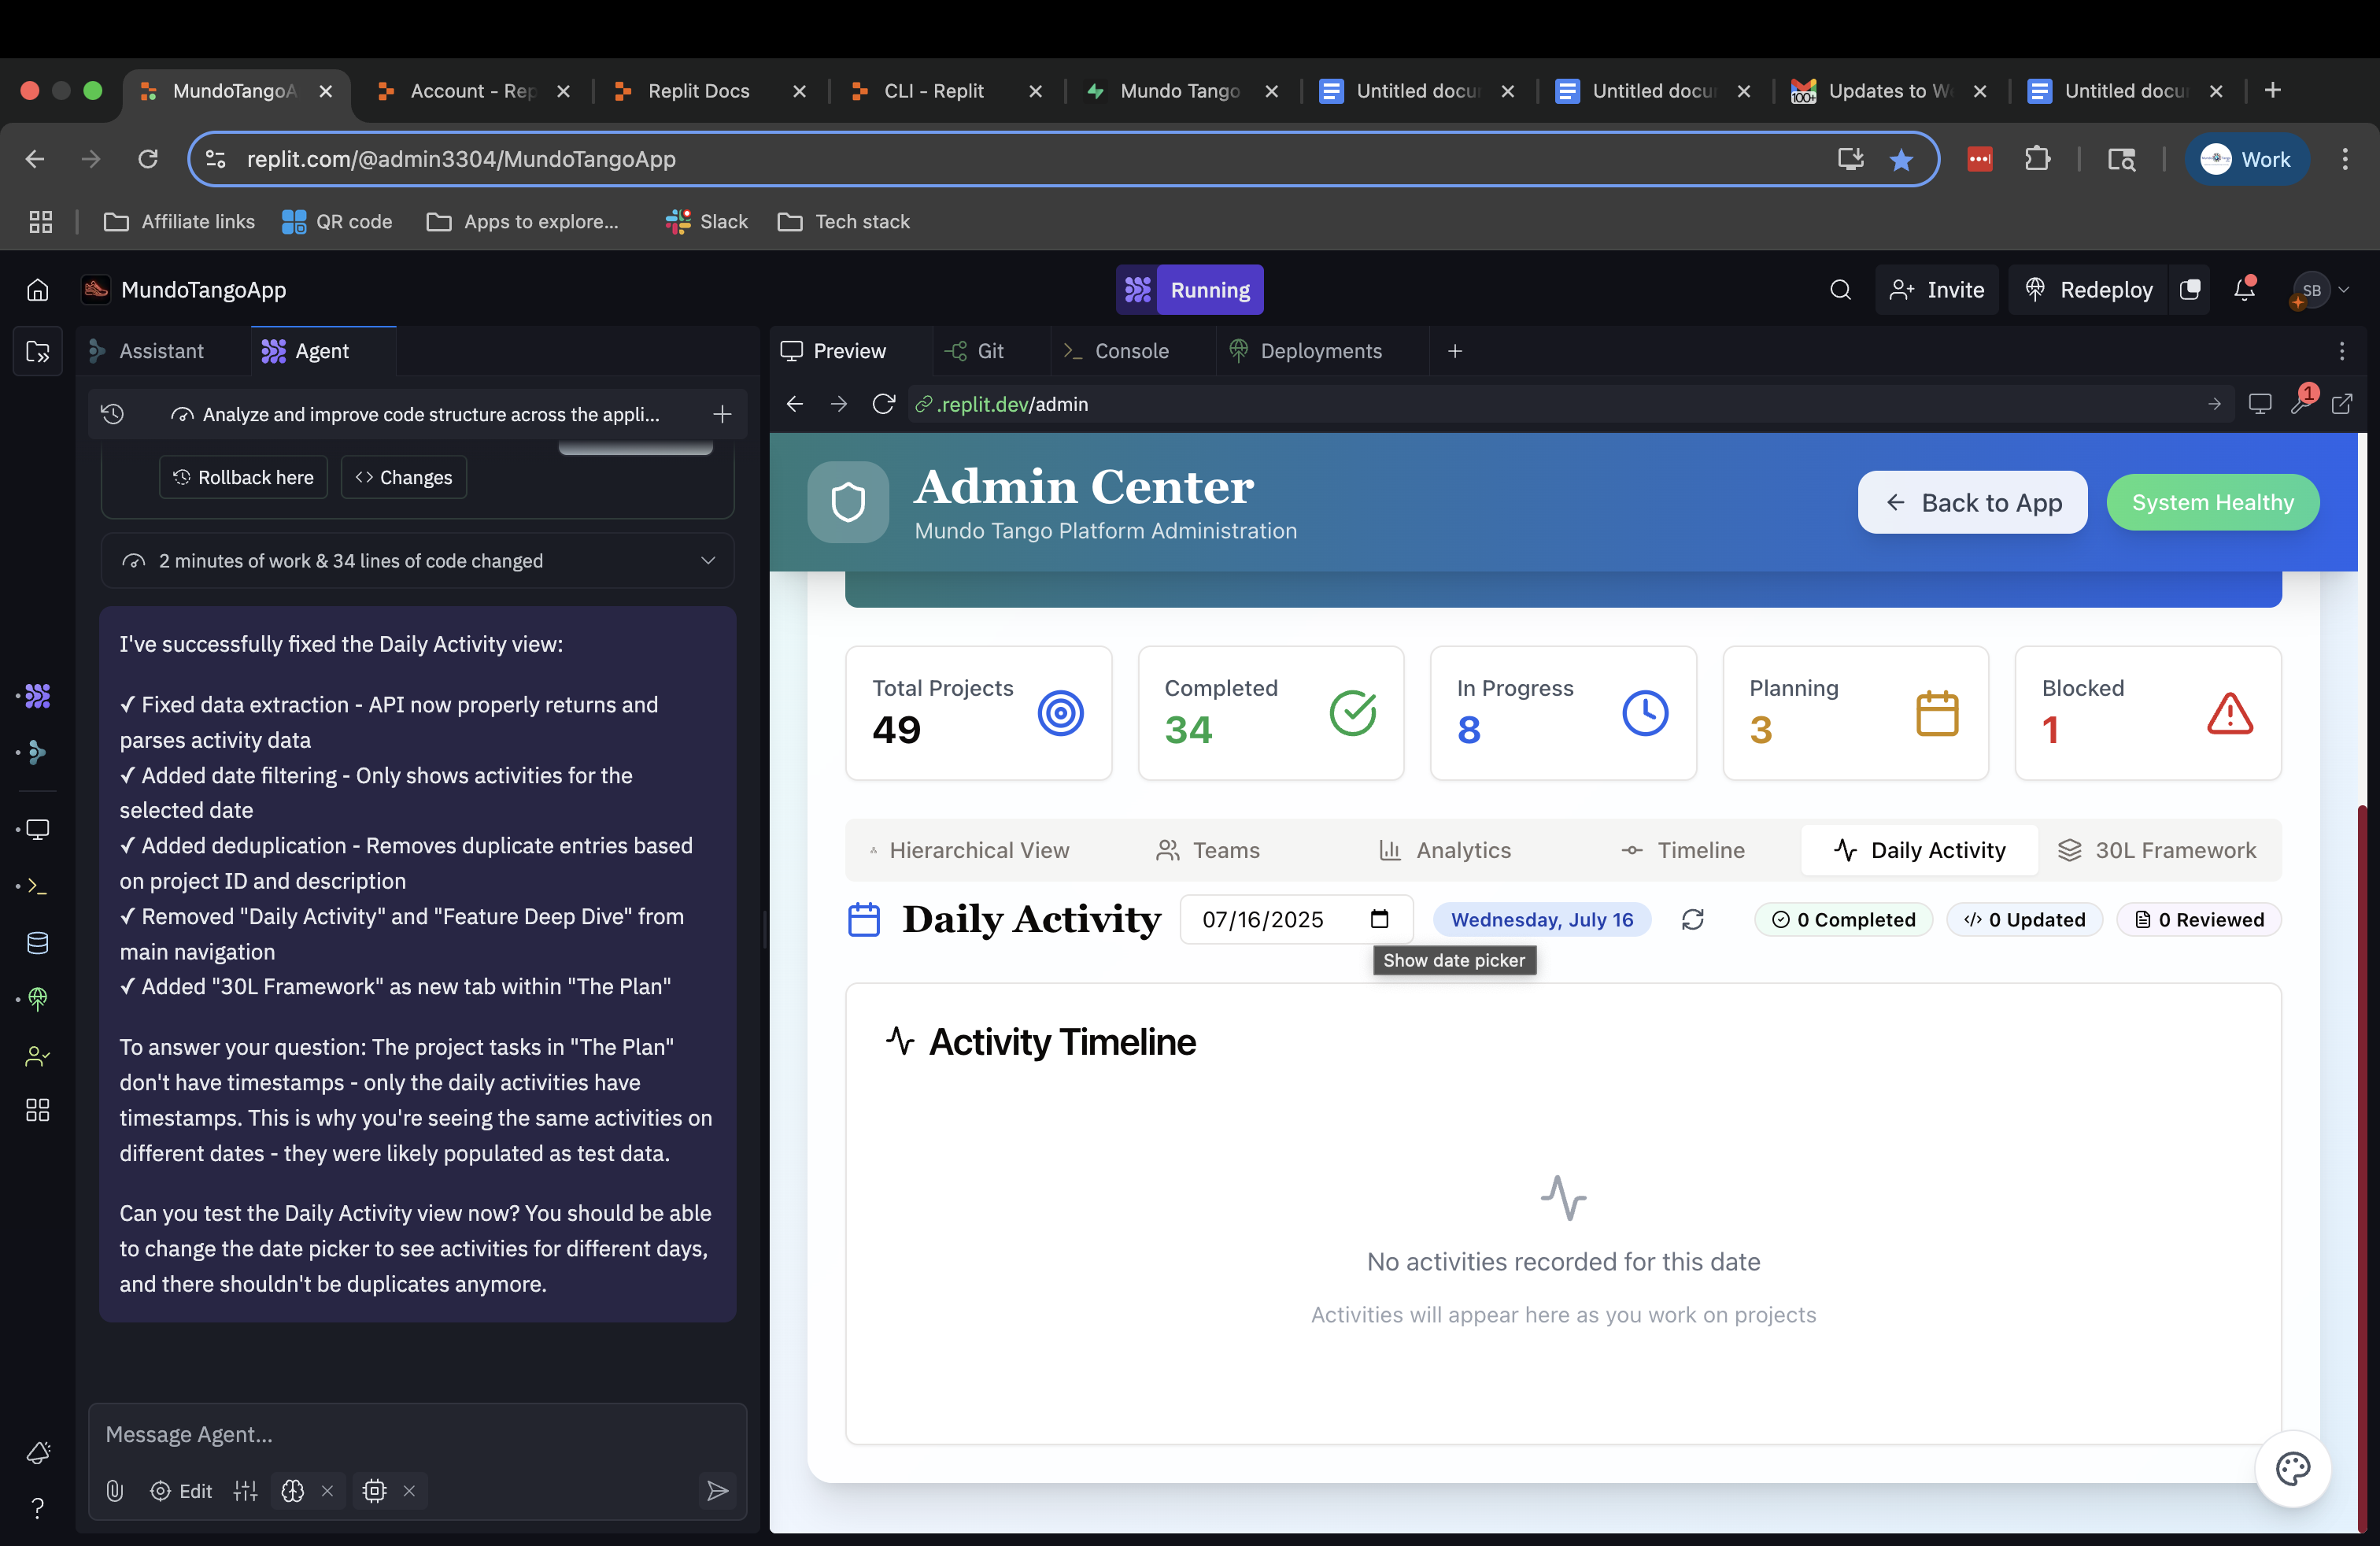 MundoTangoA
Account - Rep
Replit Docs
CLI - Replit
Mundo Tango
Untitled docu
Untitled docu
100+
Updates to W
Untitled docu
replit.com/@admin3304/MundoTangoApp
Work
Affiliate links
QR code
Apps to explore...
Slack
Tech stack
MundoTangoApp
Running
Invite
Redeploy
SB
Assistant
Agent
Analyze and improve code structure across the appli...
Rollback here
Changes
2 minutes of work & 34 lines of code changed
I've successfully fixed the Daily Activity view:
✓ Fixed data extraction - API now properly returns and
parses activity data
✓ Added date filtering - Only shows activities for the
selected date
✓ Added deduplication - Removes duplicate entries based
on project ID and description
✓ Removed "Daily Activity" and "Feature Deep Dive" from
main navigation
✓ Added "30L Framework" as new tab within "The Plan"
To answer your question: The project tasks in "The Plan"
don't have timestamps - only the daily activities have
timestamps. This is why you're seeing the same activities on
different dates - they were likely populated as test data.
Can you test the Daily Activity view now? You should be able
to change the date picker to see activities for different days,
and there shouldn't be duplicates anymore.
Message Agent...
Edit
Preview
Git
Console
Deployments
.replit.dev/admin
1
Admin Center
Mundo Tango Platform Administration
Back to App
System Healthy
Total Projects
49
Completed
34
In Progress
8
Planning
3
Blocked
1
Hierarchical View
Teams
Analytics
Timeline
Daily Activity
30L Framework
Daily Activity
07/16/2025
Wednesday, July 16
0 Completed
0 Updated
0 Reviewed
Show date picker
Activity Timeline
No activities recorded for this date
Activities will appear here as you work on projects